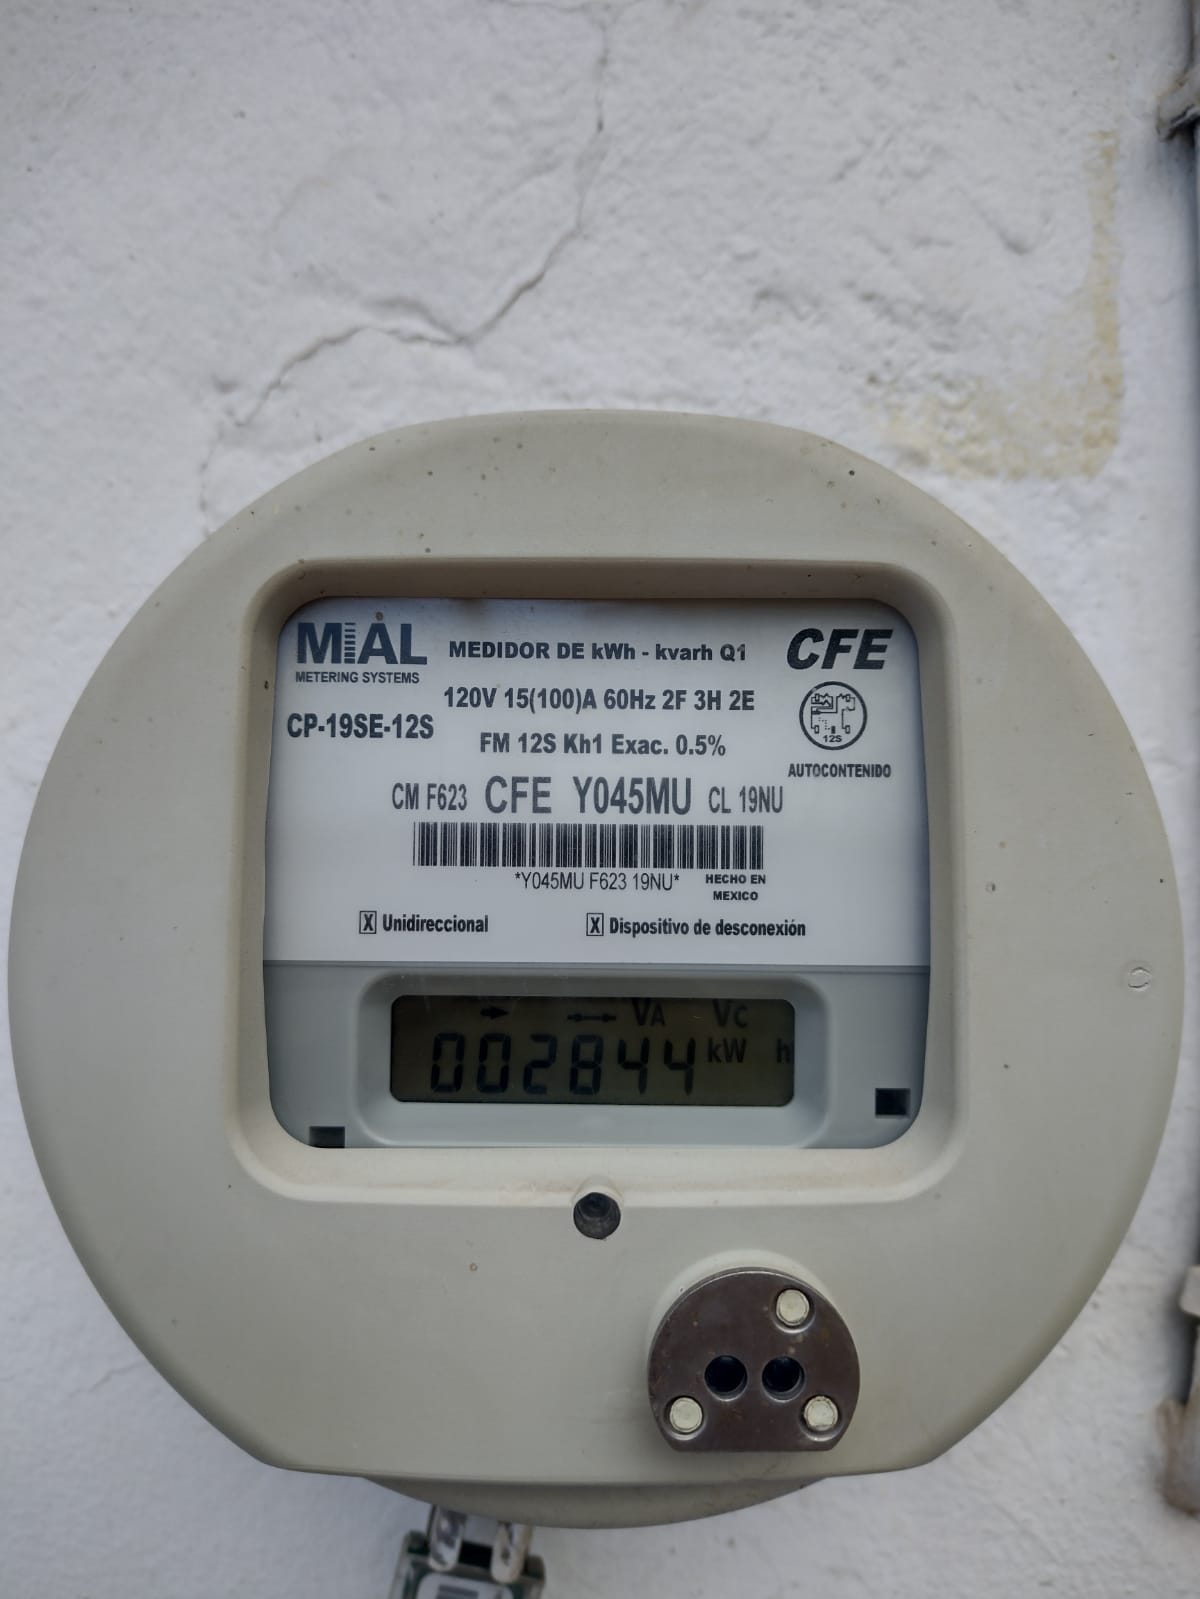 MIAL
METERING SYSTEMS
MEDIDOR DE kWh - kvarh Q1
CFE
CP-19SE-12S
120V 15(100)A 60Hz 2F 3H 2E
FM 12S Kh1 Exac. 0.5%
12S
AUTOCONTENIDO
CM F623 CFE Y045MU CL 19NU
*Y045MU F623 19NU*
HECHO EN
MEXICO
X Unidireccional
X Dispositivo de desconexión
VA VC
002844 kW h